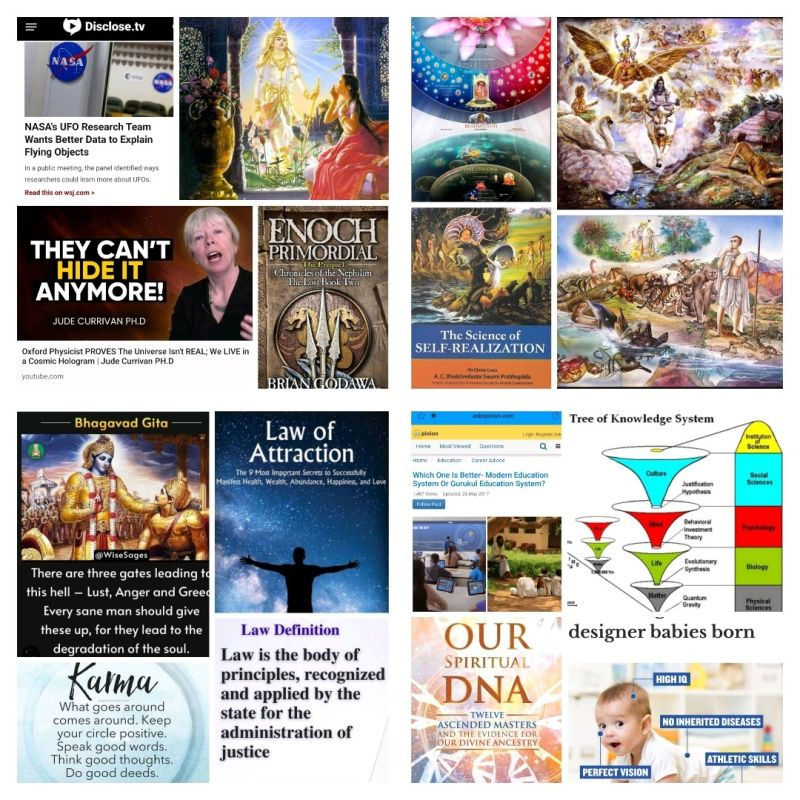 Disclose.tv
NASA
NASA's UFO Research Team
Wants Better Data to Explain
Flying Objects
In a public meeting, the panel identified ways
researchers could learn more about UFOs.
Read this on wsj.com >
THEY CAN'T
HIDE IT
ANYMORE!
JUDE CURRIVAN PH.D
Oxford Physicist PROVES The Universe Isn't REAL; We LIVE in
a Cosmic Hologram | Jude Currivan PH.D
youtube.com
ENOCH
PRIMORDIAL
The Prequel
Chronicles of the Nephilim
The Lost Book Two
BRIAN GODAWA
The Science of
SELF-REALIZATION
His Divine Grace
A. C. Bhaktivedanta Swami Prabhupāda
Bhagavad Gita
@WiseSages
There are three gates leading to
this hell – Lust, Anger and Greed
Every sane man should give
these up, for they lead to the
degradation of the soul.
Law of
Attraction
The 9 Most Important Secrets to Successfully
Manifest Health, Wealth, Abundance, Happiness, and Love
Karma
What goes around
comes around. Keep
your circle positive.
Speak good words.
Think good thoughts.
Do good deeds.
Law Definition
Law is the body of
principles, recognized
and applied by the
state for the
administration of
justice
askopinion.com
Home Most Viewed Questions
Home Education Career Advice
Which One Is Better- Modern Education
System Or Gurukul Education System?
1,487 Views Updated: 25 May 2017
Follow Post
Tree of Knowledge System
Institution
of
Science
Culture
Justification
Hypothesis
Social
Sciences
Mind
Behavioral
Investment
Theory
Psychology
Life
Evolutionary
Synthesis
Biology
Matter
Quantum
Gravity
Physical
Sciences
OUR
SPIRITUAL
DNA
TWELVE
ASCENDED MASTERS
AND THE EVIDENCE FOR
OUR DIVINE ANCESTRY
designer babies born
HIGH IQ
NO INHERITED DISEASES
ATHLETIC SKILLS
PERFECT VISION